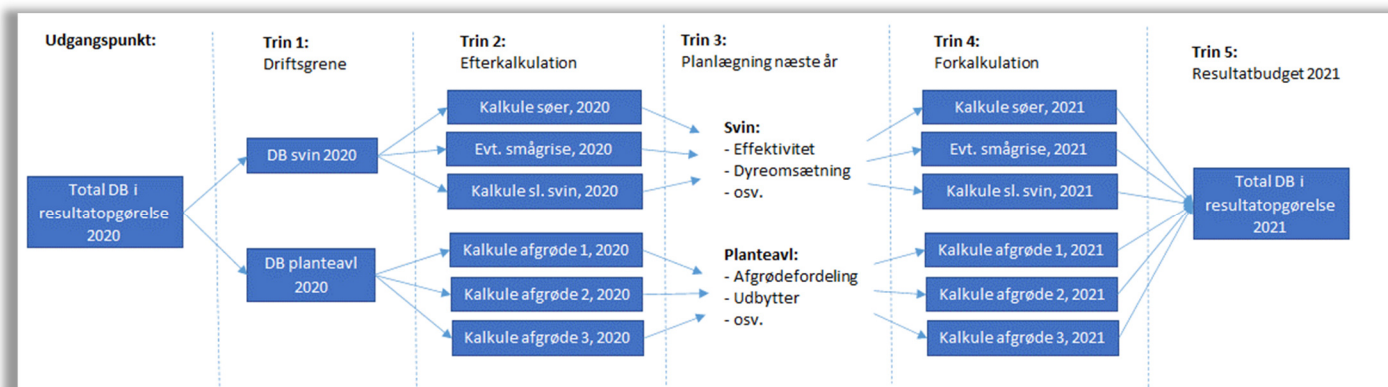 Udgangspunkt:
Total DB i
resultatopgørelse
2020
Trin 1:
Driftsgrene
DB svin 2020
DB planteavl
2020
Trin 2:
Efterkalkulation
Kalkule søer, 2020
Evt. smågrise, 2020
Kalkule sl. svin, 2020
Kalkule afgrøde 1, 2020
Kalkule afgrøde 2, 2020
Kalkule afgrøde 3, 2020
Trin 3:
Planlægning næste år
Svin:
- Effektivitet
- Dyreomsætning
- osv.
Planteavl:
- Afgrødefordeling
- Udbytter
- osv.
Trin 4:
Forkalkulation
Kalkule søer, 2021
Evt. smågrise, 2021
Kalkule sl. svin, 2021
Kalkule afgrøde 1, 2021
Kalkule afgrøde 2, 2021
Kalkule afgrøde 3, 2021
Trin 5:
Resultatbudget 2021
Total DB i
resultatopgørelse
2021